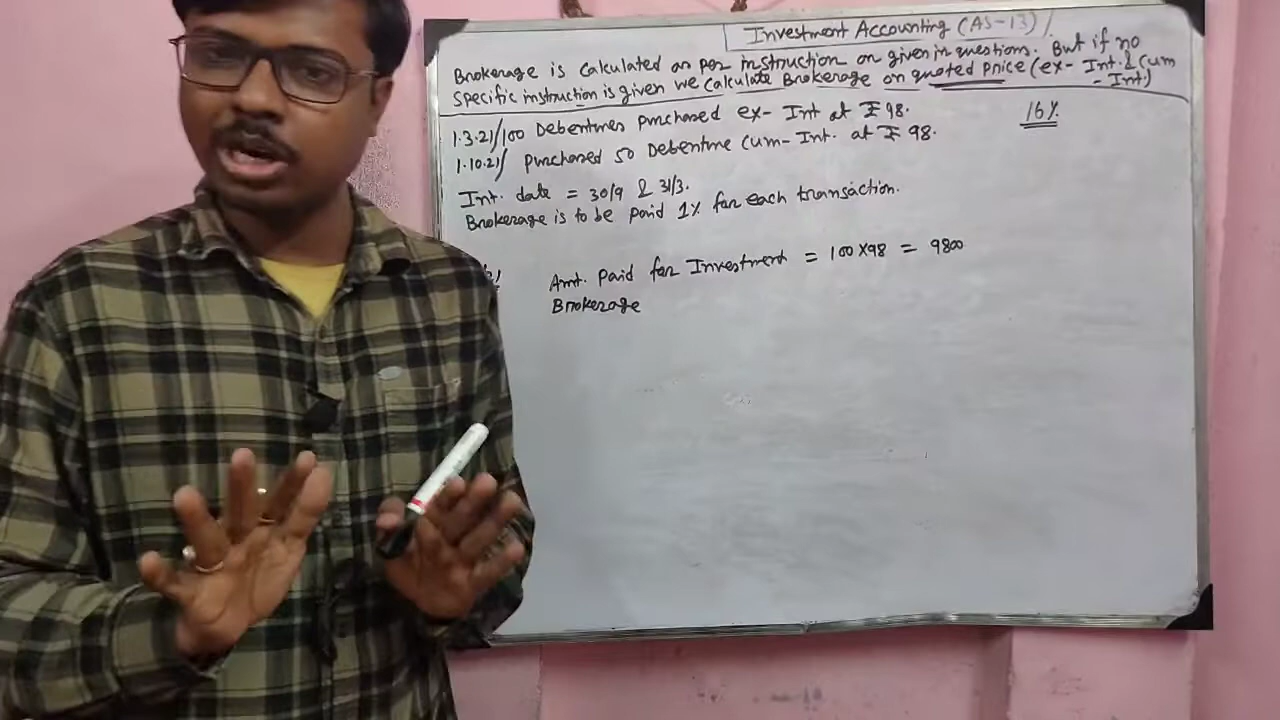 Investment Accounting (AS-13)
Brokerage is calculated as per instruction or given in questions. But if no
specific instruction is given we calculate Brokerage on quoted price (ex-Int. & cum
-Int)
1.3.21/ 100 Debentures purchased ex-Int at ₹98.
16%
1.10.21/ purchased 50 Debenture Cum-Int. at ₹98.
Int. date = 30/9 & 31/3.
Brokerage is to be paid 1% for each transaction.
Amt. paid for Investment = 100x98 = 9800
Brokerage